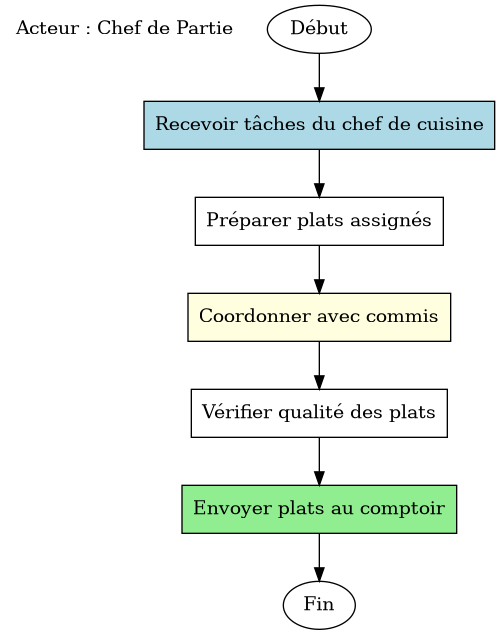 Acteur : Chef de Partie
Début
Recevoir tâches du chef de cuisine
Préparer plats assignés
Coordonner avec commis
Vérifier qualité des plats
Envoyer plats au comptoir
Fin